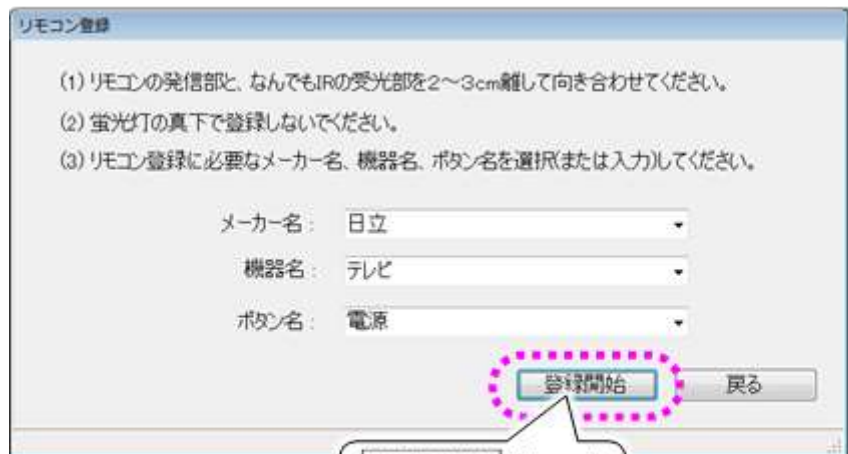 リモコン登録
(1) リモコンの発信部と、なんでもIRの受光部を2～3cm離して向き合わせてください。
(2) 蛍光灯の真下で登録しないでください。
(3) リモコン登録に必要なメーカー名、機器名、ボタン名を選択(または入力)してください。
メーカー名： 日立
機器名： テレビ
ボタン名： 電源
登録開始 戻る